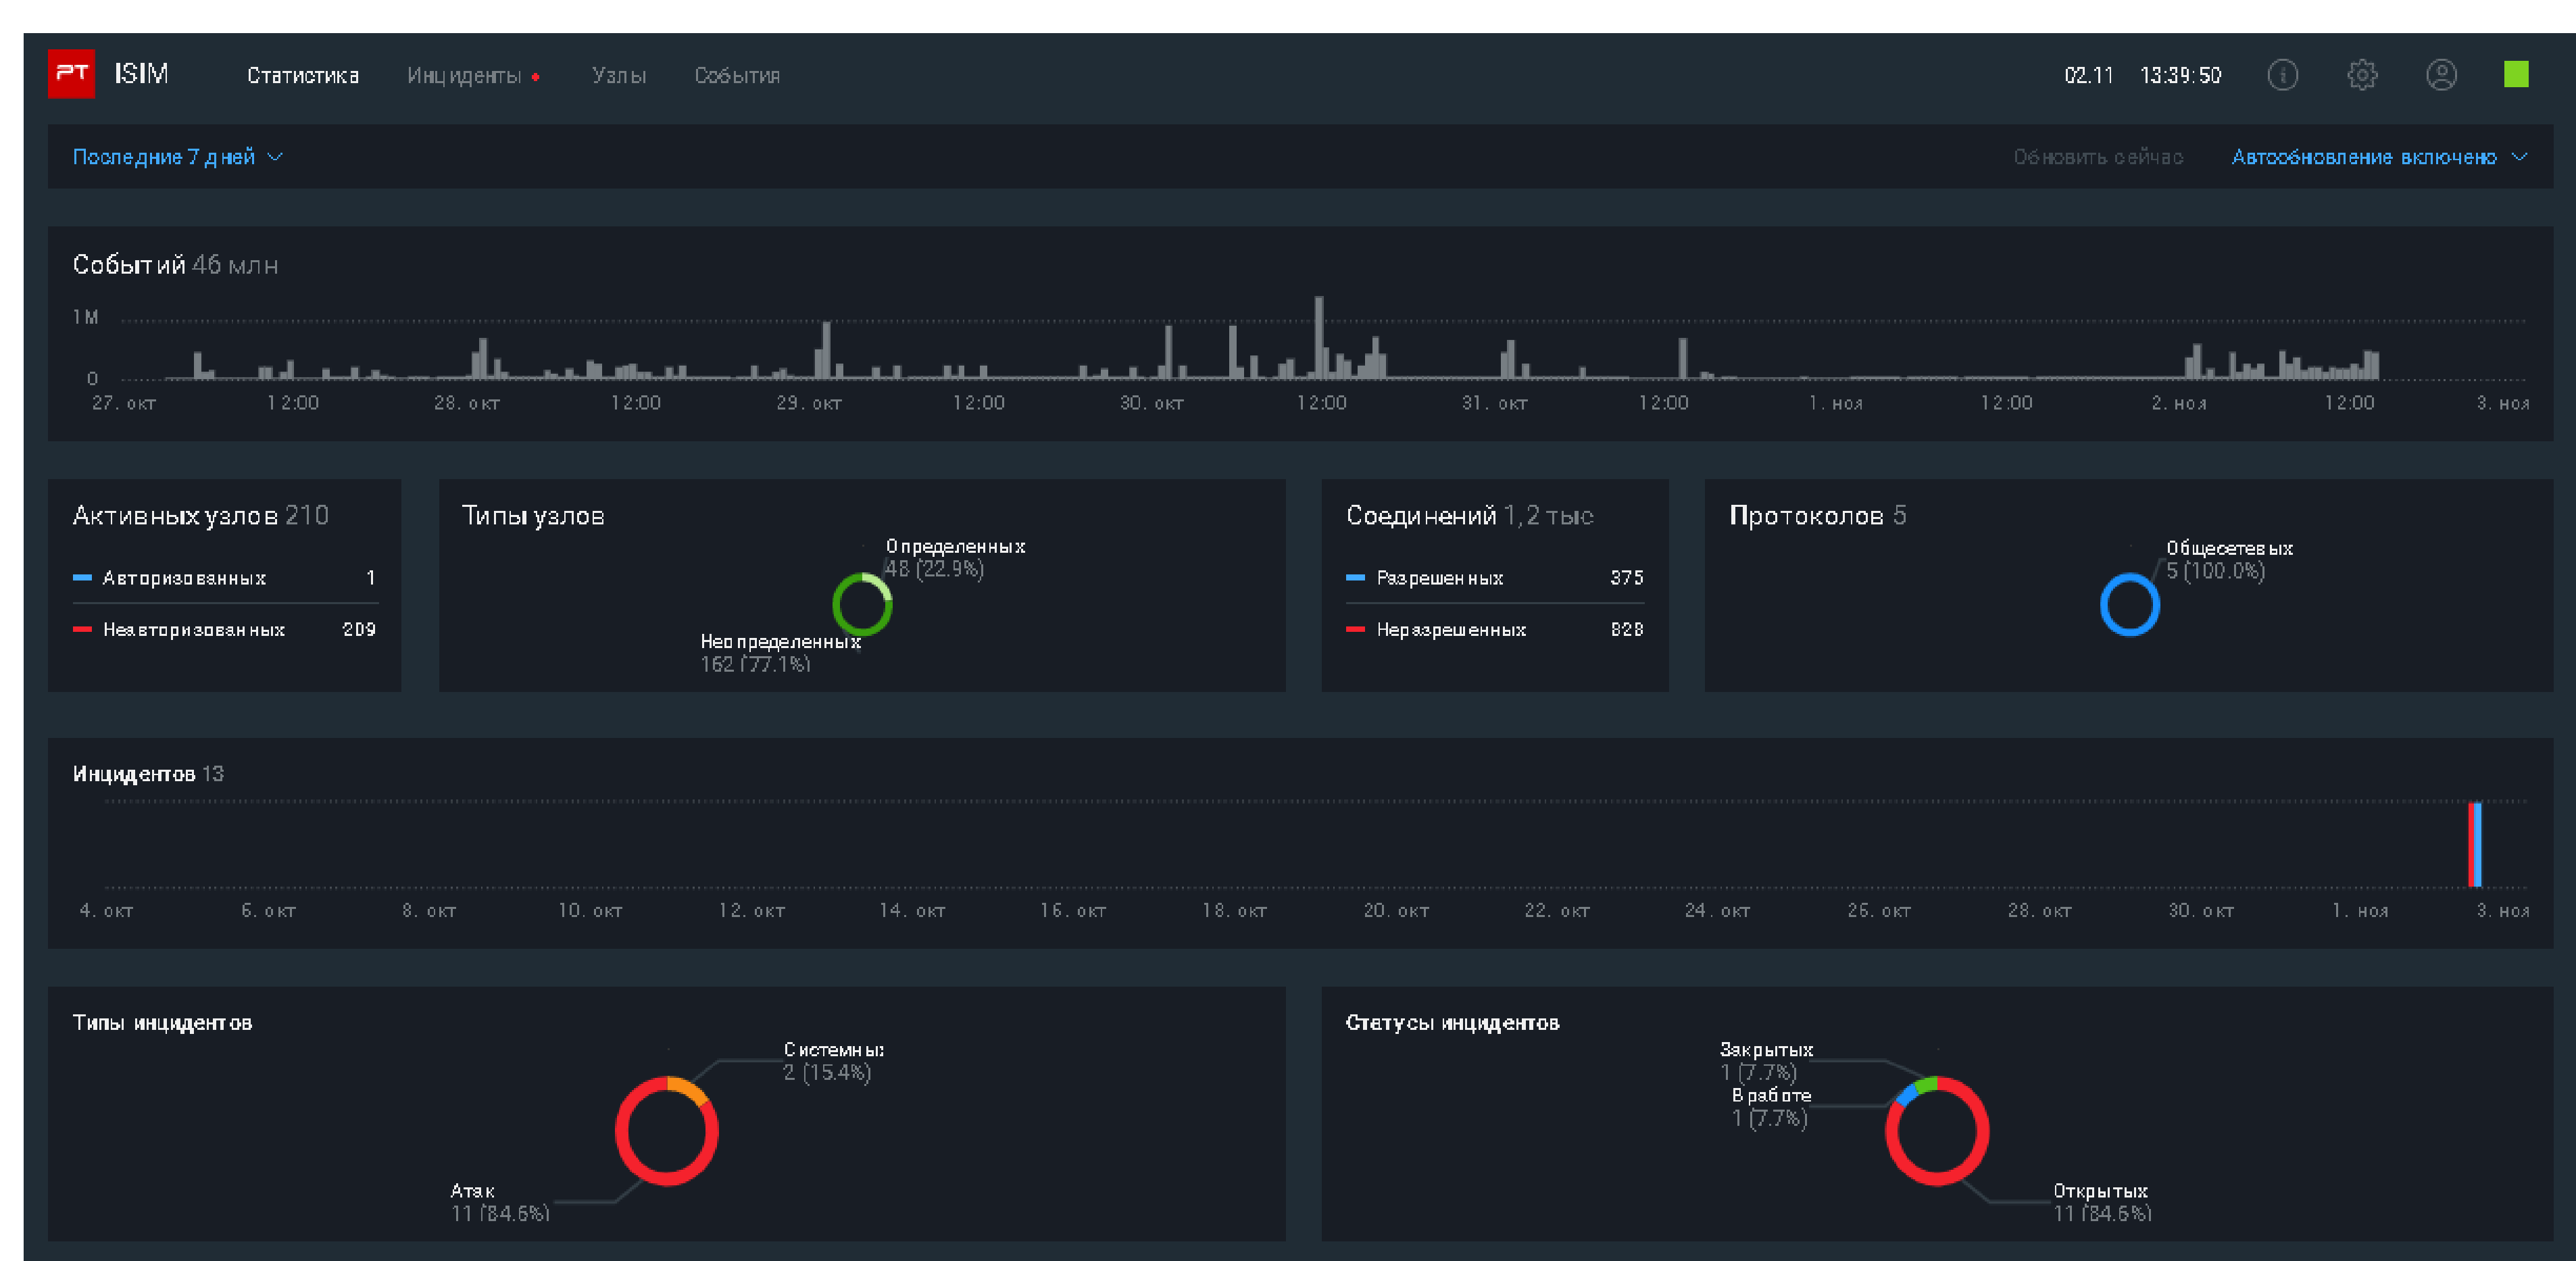 PT ISIM Статистика Инциденты Узлы События 02.11 13:39:50
Последние 7 дней Обновить сейчас Автообновление включено
Событий 46 млн
1M
0
27. окт 12:00 28. окт 12:00 29. окт 12:00 30. окт 12:00 31. окт 12:00 1. ноя 12:00 2. ноя 12:00 3. ноя
Активных узлов 210
Авторизованных 1
Неавторизованных 209
Типы узлов
Определенных
48 (22.9%)
Неопределенных
162 (77.1%)
Соединений 1,2 тыс
Разрешенных 375
Неразрешенных 828
Протоколов 5
Общесетевых
5 (100.0%)
Инцидентов 13
4. окт 6. окт 8. окт 10. окт 12. окт 14. окт 16. окт 18. окт 20. окт 22. окт 24. окт 26. окт 28. окт 30. окт 1. ноя 3. ноя
Типы инцидентов
Системных
2 (15.4%)
Атак
11 (84.6%)
Статусы инцидентов
Закрытых
1 (7.7%)
В работе
1 (7.7%)
Открытых
11 (84.6%)